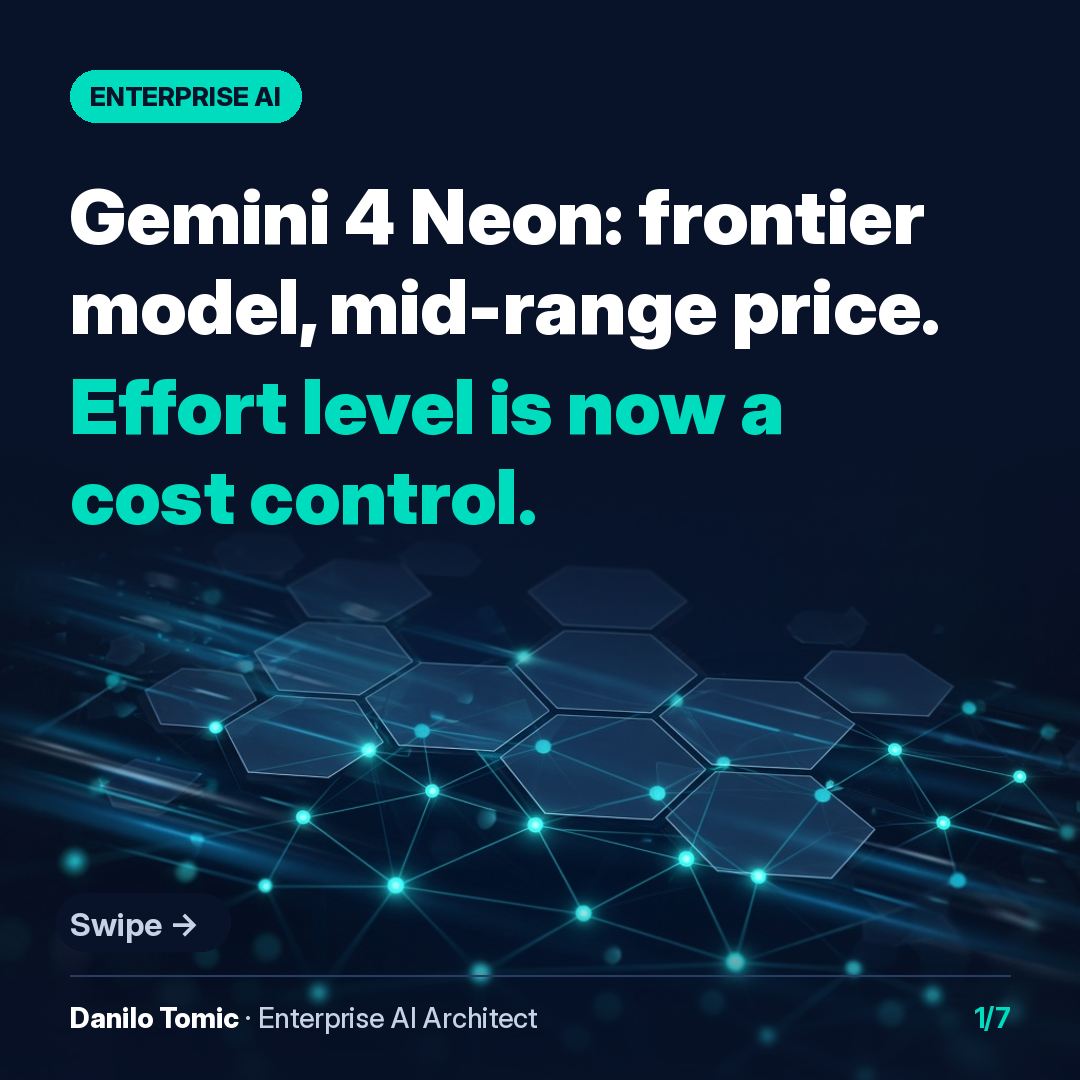 ENTERPRISE AI
Gemini 4 Neon: frontier
model, mid-range price.
Effort level is now a
cost control.
Swipe →
Danilo Tomic · Enterprise AI Architect
1/7